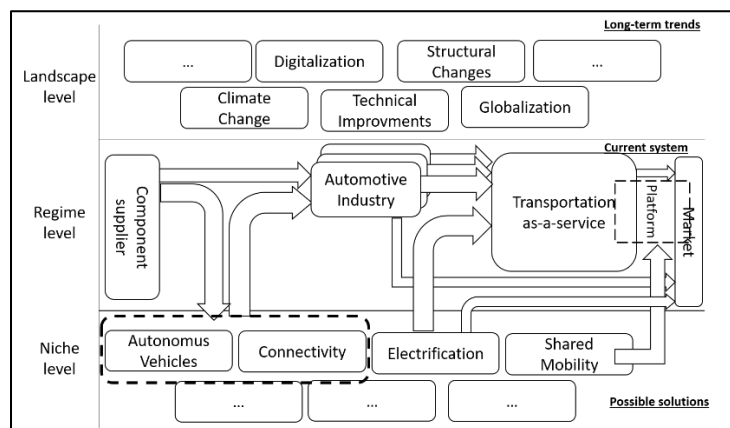 Long-term trends
Landscape
level
...
Digitalization
Structural
Changes
...
Climate
Change
Technical
Improvments
Globalization
Current system
Regime
level
Component
supplier
Automotive
Industry
Transportation
as-a-service
Platform
Market
Niche
level
Autonomus
Vehicles
Connectivity
Electrification
Shared
Mobility
...
...
...
Possible solutions